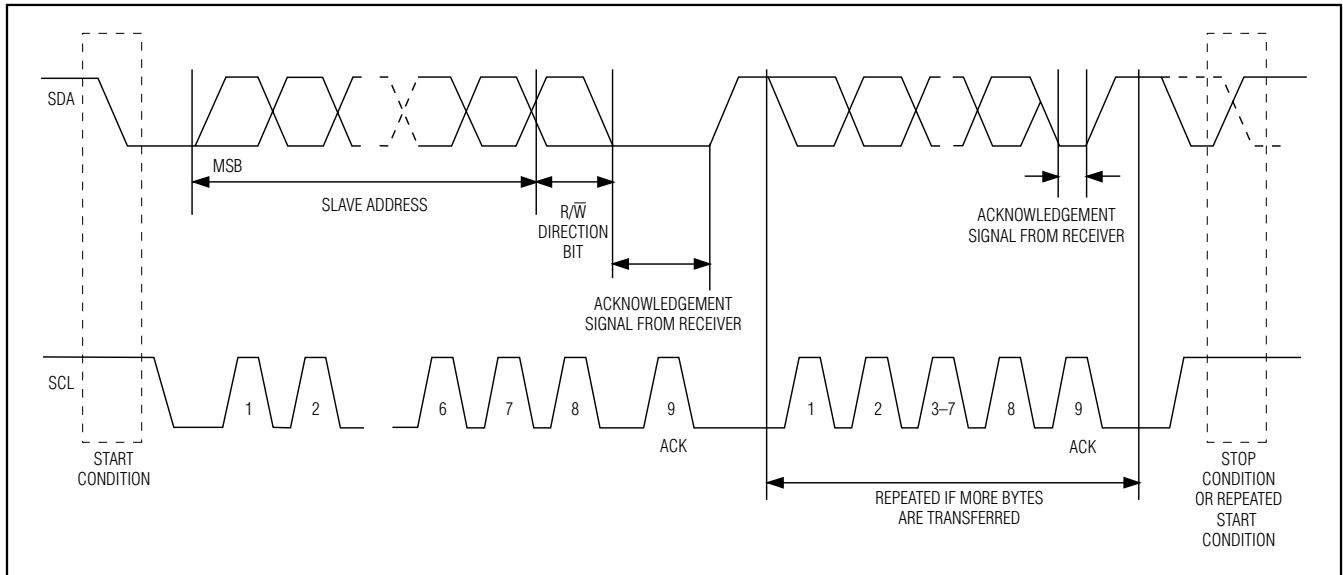 SDA
MSB
SLAVE ADDRESS
R/W̅
DIRECTION
BIT
ACKNOWLEDGEMENT
SIGNAL FROM RECEIVER
ACKNOWLEDGEMENT
SIGNAL FROM RECEIVER
SCL
1 2 6 7 8 9 1 2 3–7 8 9
ACK ACK
START
CONDITION
REPEATED IF MORE BYTES
ARE TRANSFERRED
STOP
CONDITION
OR REPEATED
START
CONDITION